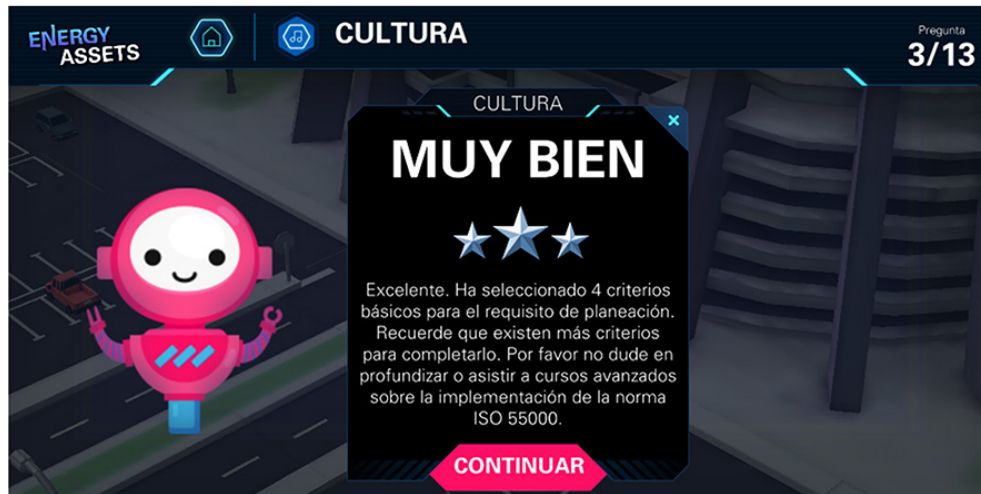 ENERGY
ASSETS
CULTURA
Pregunta
3/13
CULTURA
MUY BIEN
Excelente. Ha seleccionado 4 criterios
básicos para el requisito de planeación.
Recuerde que existen más criterios
para completarlo. Por favor no dude en
profundizar o asistir a cursos avanzados
sobre la implementación de la norma
ISO 55000.
CONTINUAR